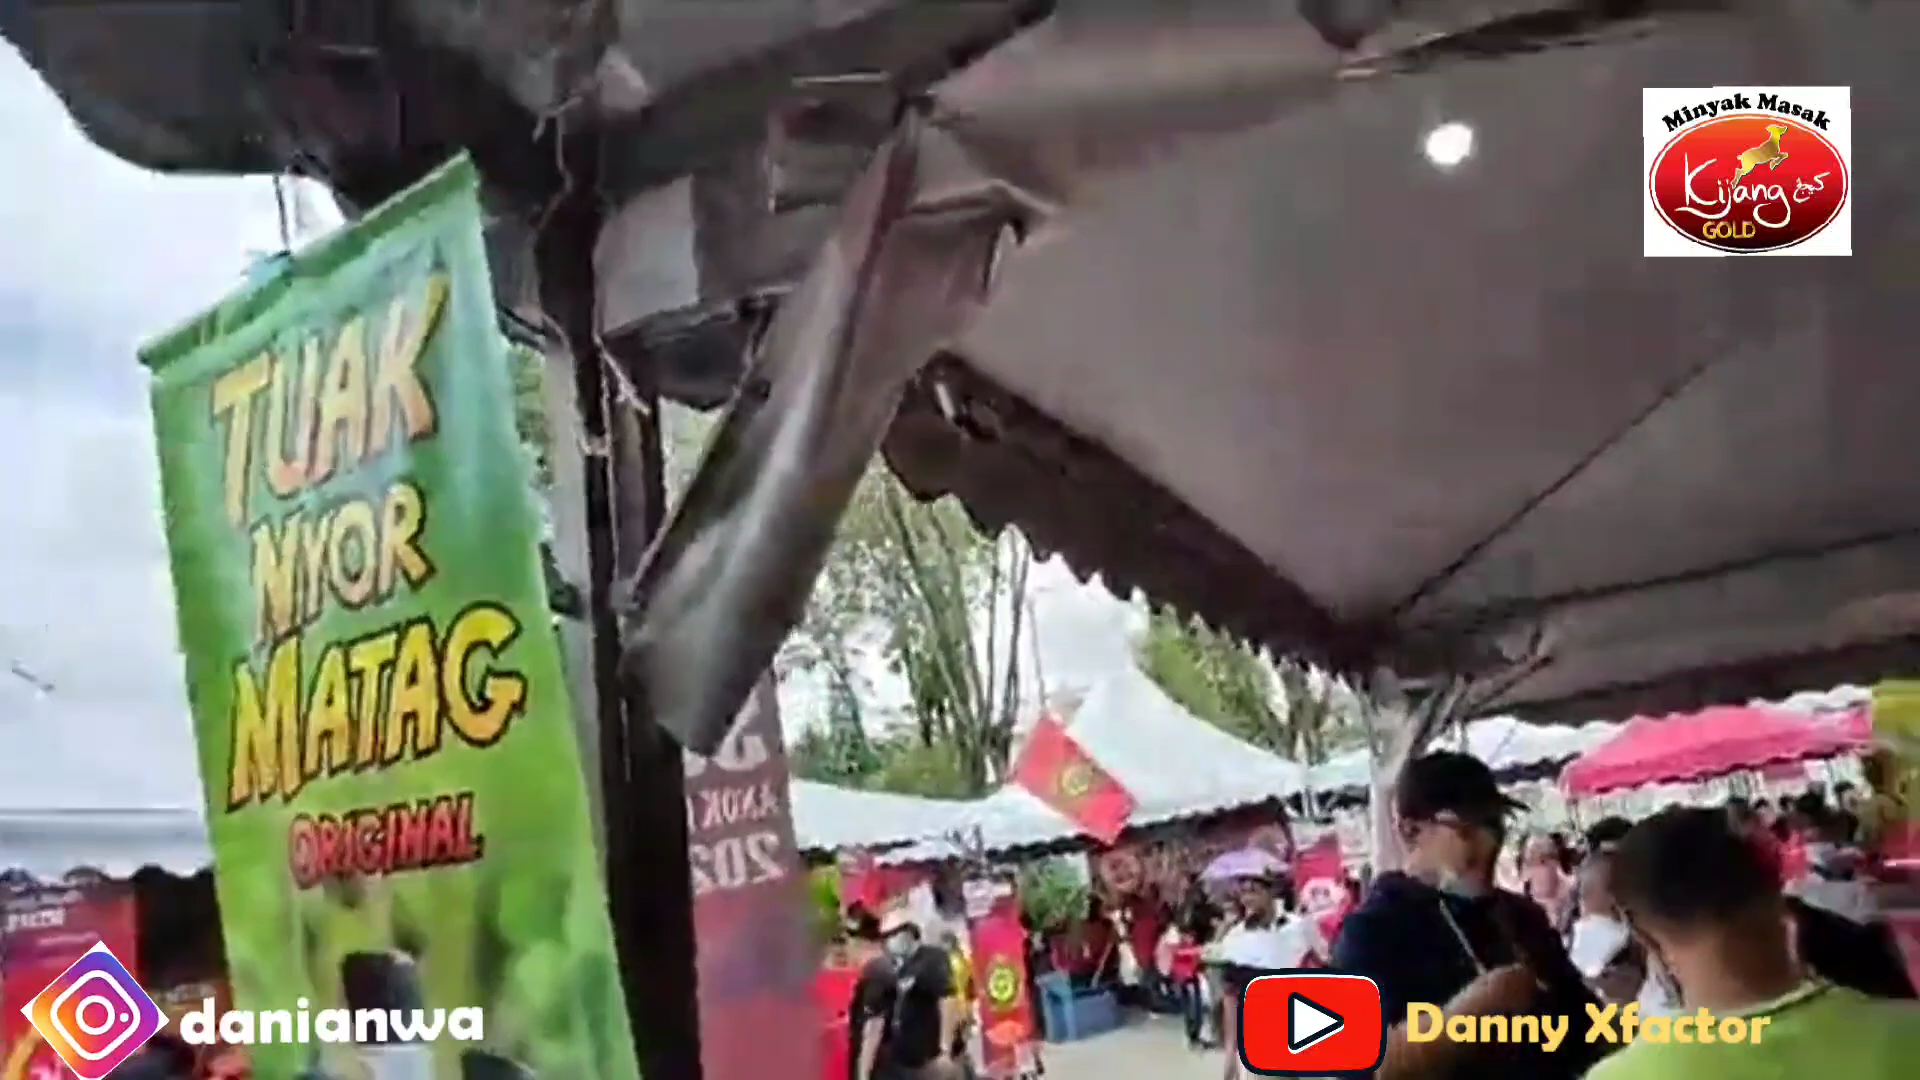 TUAK
NYOR
MATAG
ORIGINAL
Minyak Masak
Kijang
GOLD
danianwa
Danny Xfactor